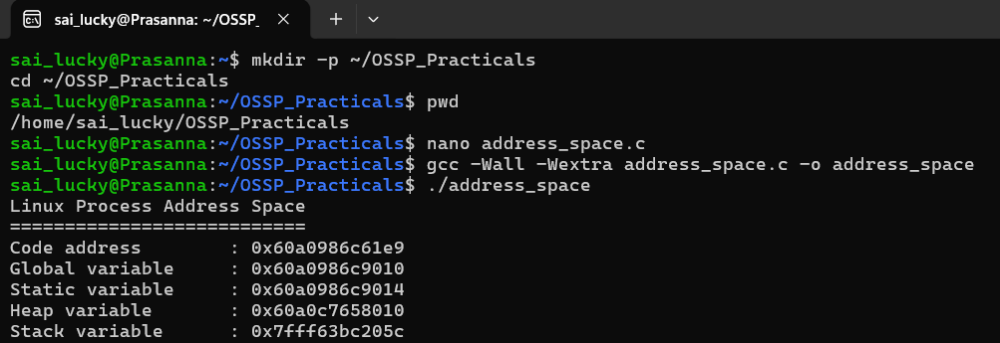 sai_lucky@Prasanna: ~/OSSP_
sai_lucky@Prasanna:~$ mkdir -p ~/OSSP_Practicals
cd ~/OSSP_Practicals
sai_lucky@Prasanna:~/OSSP_Practicals$ pwd
/home/sai_lucky/OSSP_Practicals
sai_lucky@Prasanna:~/OSSP_Practicals$ nano address_space.c
sai_lucky@Prasanna:~/OSSP_Practicals$ gcc -Wall -Wextra address_space.c -o address_space
sai_lucky@Prasanna:~/OSSP_Practicals$ ./address_space
Linux Process Address Space
===========================
Code address        : 0x60a0986c61e9
Global variable     : 0x60a0986c9010
Static variable     : 0x60a0986c9014
Heap variable       : 0x60a0c7658010
Stack variable      : 0x7fff63bc205c